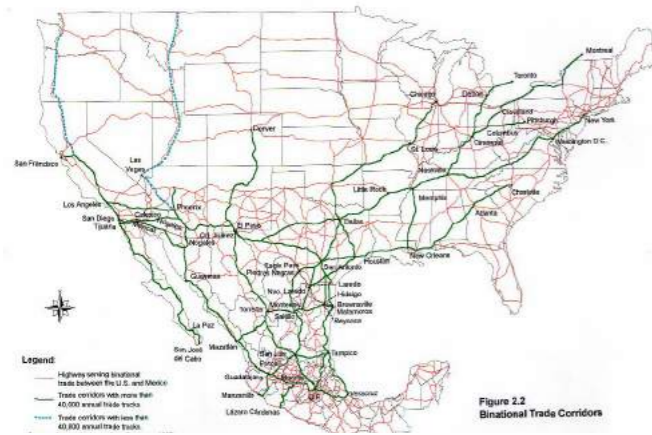 Montreal
Toronto
Chicago
Detroit
Cleveland
Pittsburgh
New York
Columbus
Cincinnati
Washington D.C.
Denver
St. Louis
San Francisco
Las
Vegas
Nashville
Little Rock
Charlotte
Los Angeles
Phoenix
Memphis
San Diego
Calexico
Nogales
Atlanta
Tijuana
Mexicali
Dallas
El Paso
Cd. Juarez
Nogales
Houston
New Orleans
Eagle Pass
San Antonio
Piedras Negras
Guaymas
Laredo
Nvo. Laredo
Hidalgo
Monterrey
Brownsville
Matamoros
Torreon
Saltillo
Reynosa
La Paz
San José
del Cabo
Mazatlán
San Luis
Potosi
Tampico
Guadalajara
Manzanillo
D.F.
Veracruz
Lázaro Cárdenas
Legend:
Highway serving binational
trade between the U.S. and Mexico
Trade corridors with more than
40,000 annual trade trucks
Trade corridors with less than
40,000 annual trade trucks
Figure 2.2
Binational Trade Corridors